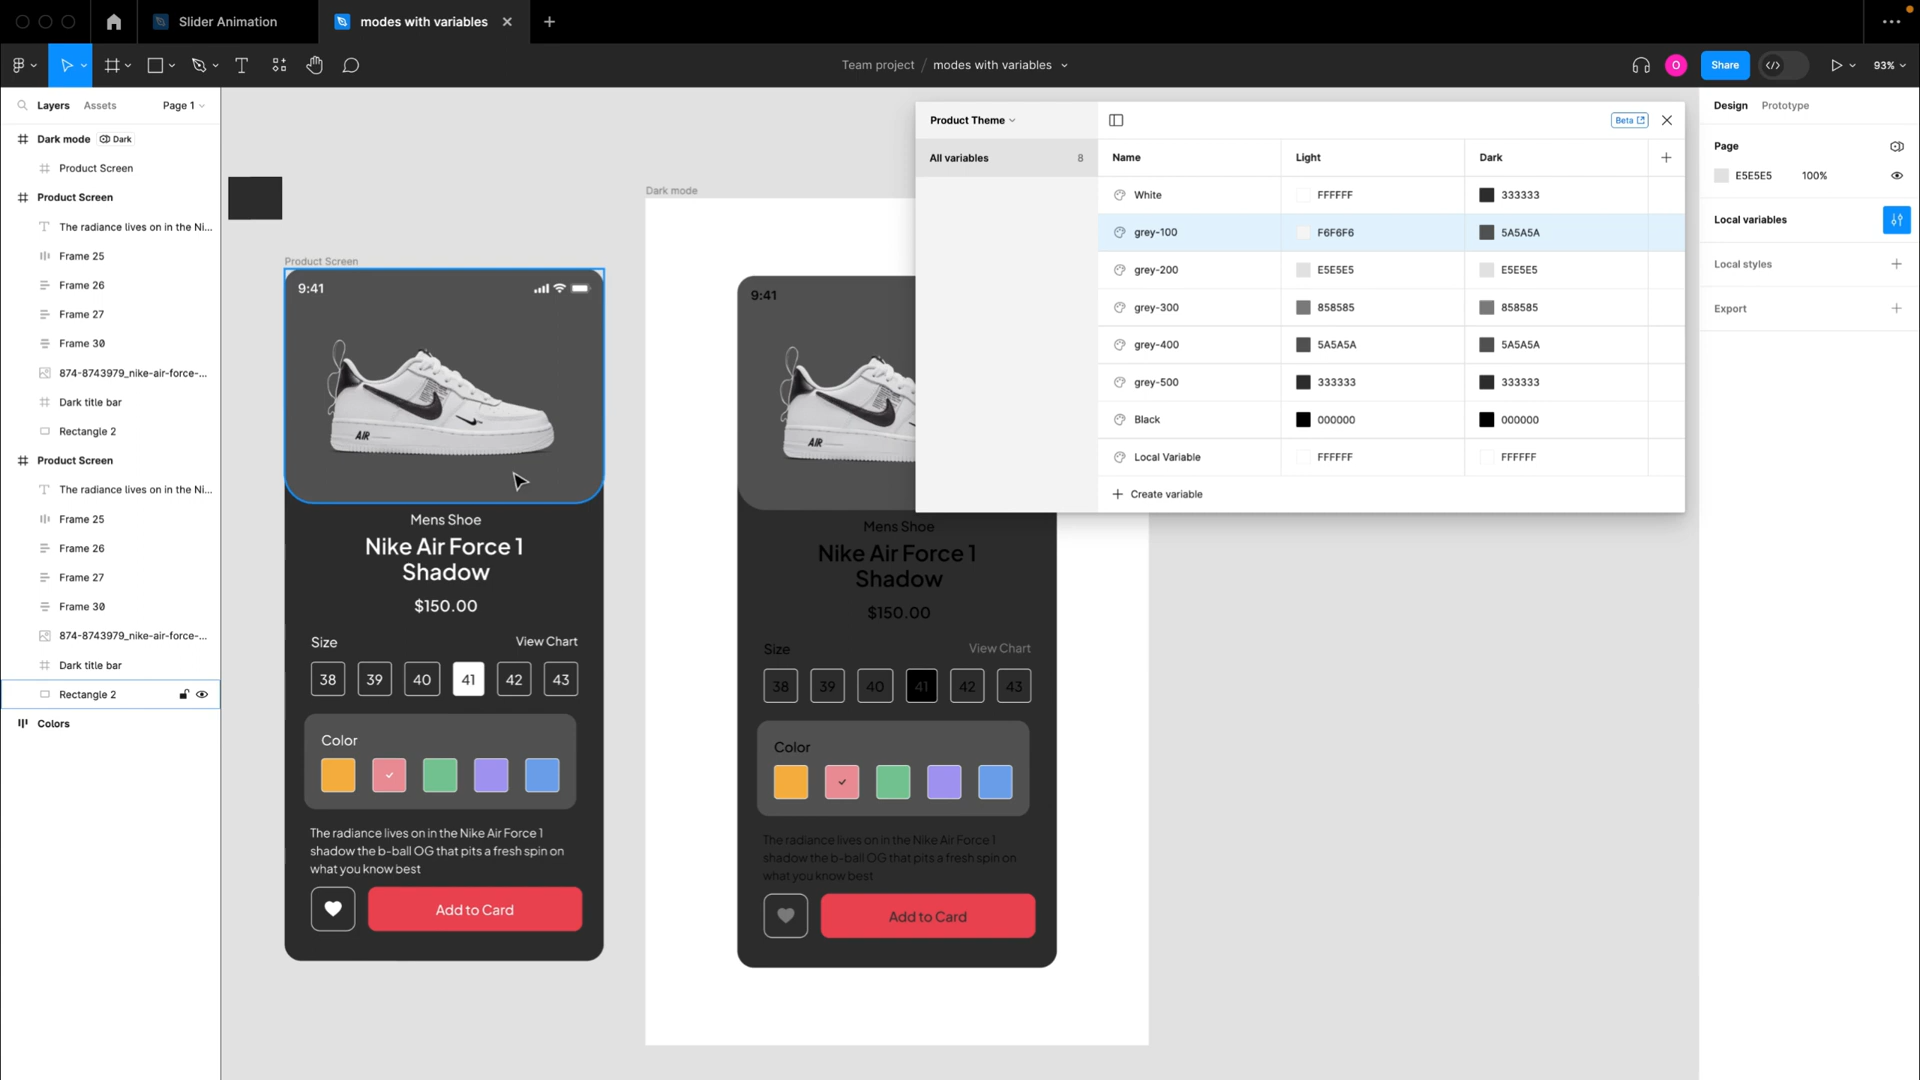 Slider Animation
modes with variables
Team project / modes with variables
Share
93%
Layers
Assets
Page 1
Dark mode
Dark
Product Screen
Product Screen
The radiance lives on in the Ni...
Frame 25
Frame 26
Frame 27
Frame 30
874-8743979_nike-air-force-...
Dark title bar
Rectangle 2
Product Screen
The radiance lives on in the Ni...
Frame 25
Frame 26
Frame 27
Frame 30
874-8743979_nike-air-force-...
Dark title bar
Rectangle 2
Colors
Product Screen
9:41
AIR
Mens Shoe
Nike Air Force 1
Shadow
$150.00
Size
View Chart
38 39 40 41 42 43
Color
The radiance lives on in the Nike Air Force 1
shadow the b-ball OG that pits a fresh spin on
what you know best
Add to Card
Dark mode
9:41
AIR
Mens Shoe
Nike Air Force 1
Shadow
$150.00
Size
View Chart
38 39 40 41 42 43
Color
The radiance lives on in the Nike Air Force 1
shadow the b-ball OG that pits a fresh spin on
what you know best
Add to Card
Product Theme
Beta
All variables 8
Name Light Dark
White FFFFFF 333333
grey-100 F6F6F6 5A5A5A
grey-200 E5E5E5 E5E5E5
grey-300 858585 858585
grey-400 5A5A5A 5A5A5A
grey-500 333333 333333
Black 000000 000000
Local Variable FFFFFF FFFFFF
Create variable
O
Design
Prototype
Page
E5E5E5 100%
Local variables
Local styles
Export